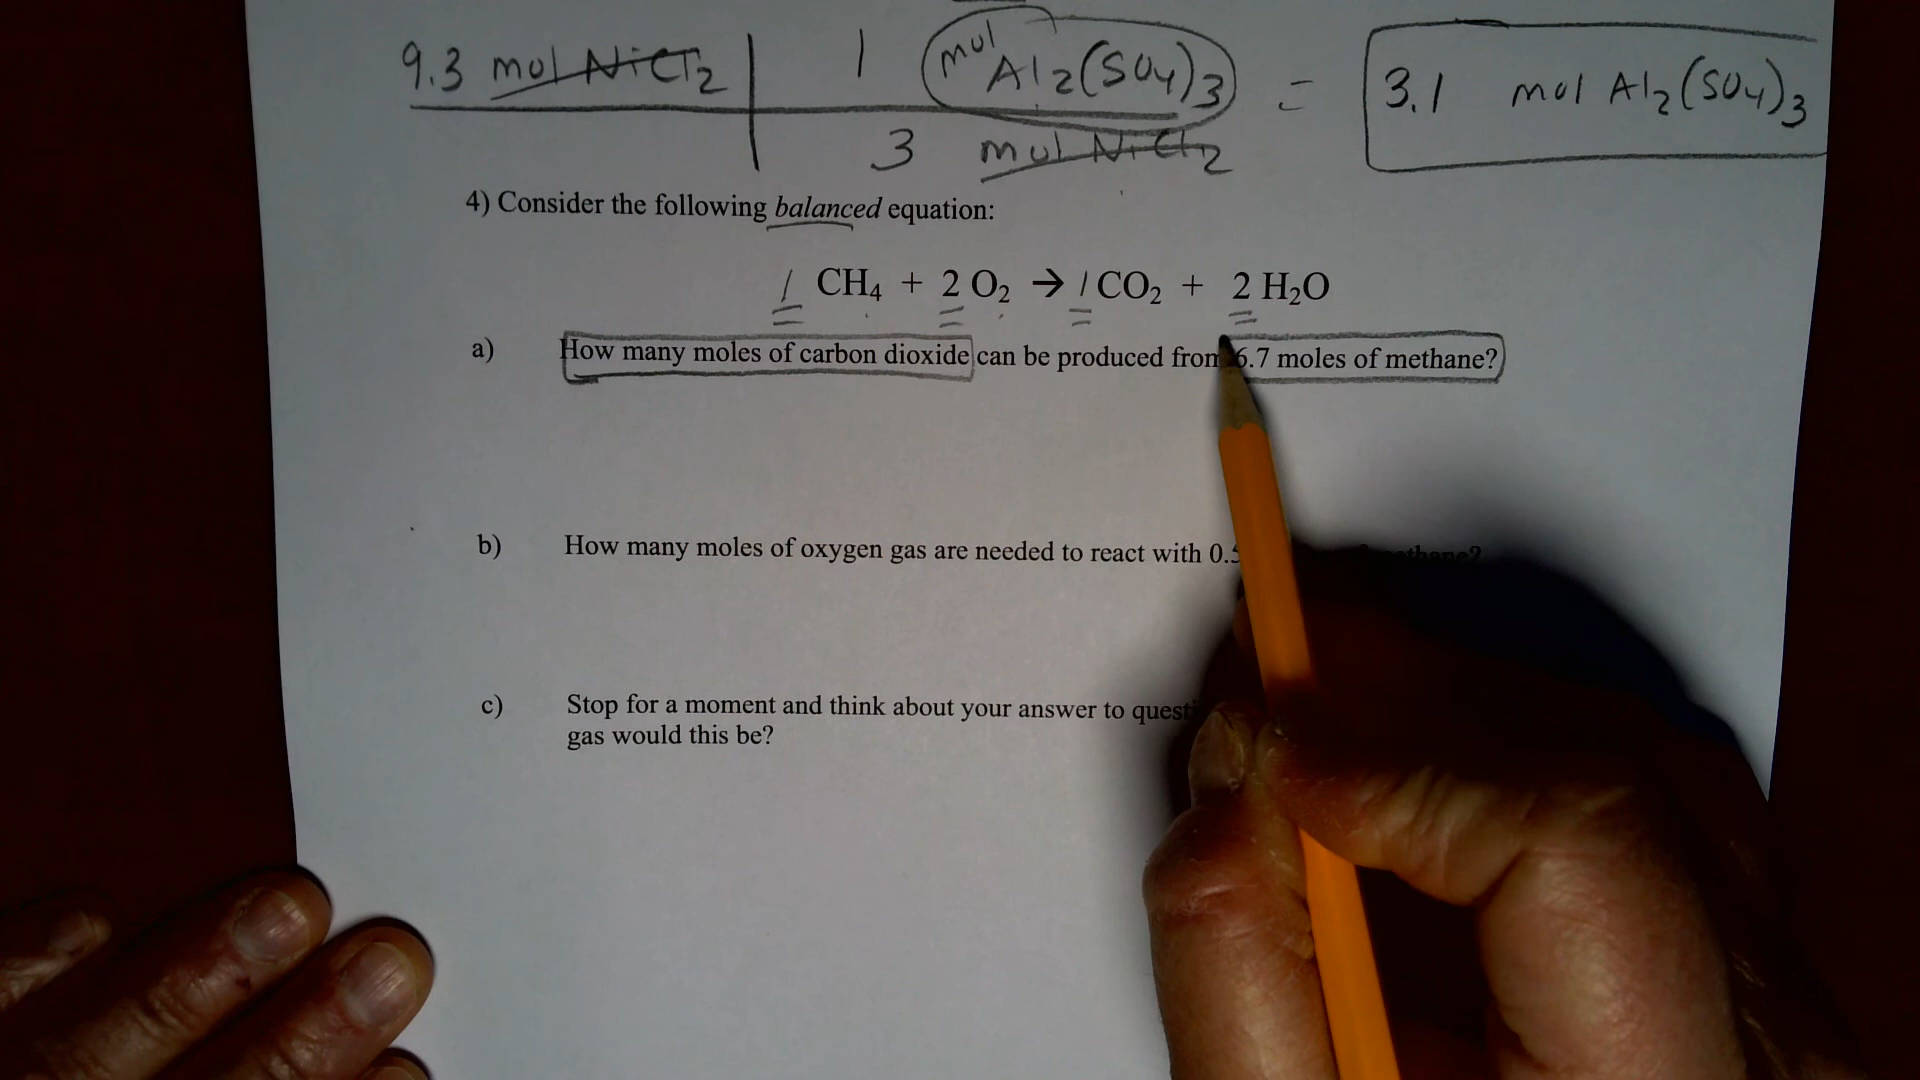 9.3 mol NiCl₂ | 1 mol Al₂(SO₄)₃ = 3.1 mol Al₂(SO₄)₃
3 mol NiCl₂
4) Consider the following balanced equation:
1 CH₄ + 2 O₂ → 1 CO₂ + 2 H₂O
a) How many moles of carbon dioxide can be produced from 6.7 moles of methane?
b) How many moles of oxygen gas are needed to react with methane?
c) Stop for a moment and think about your answer to
gas would this be?